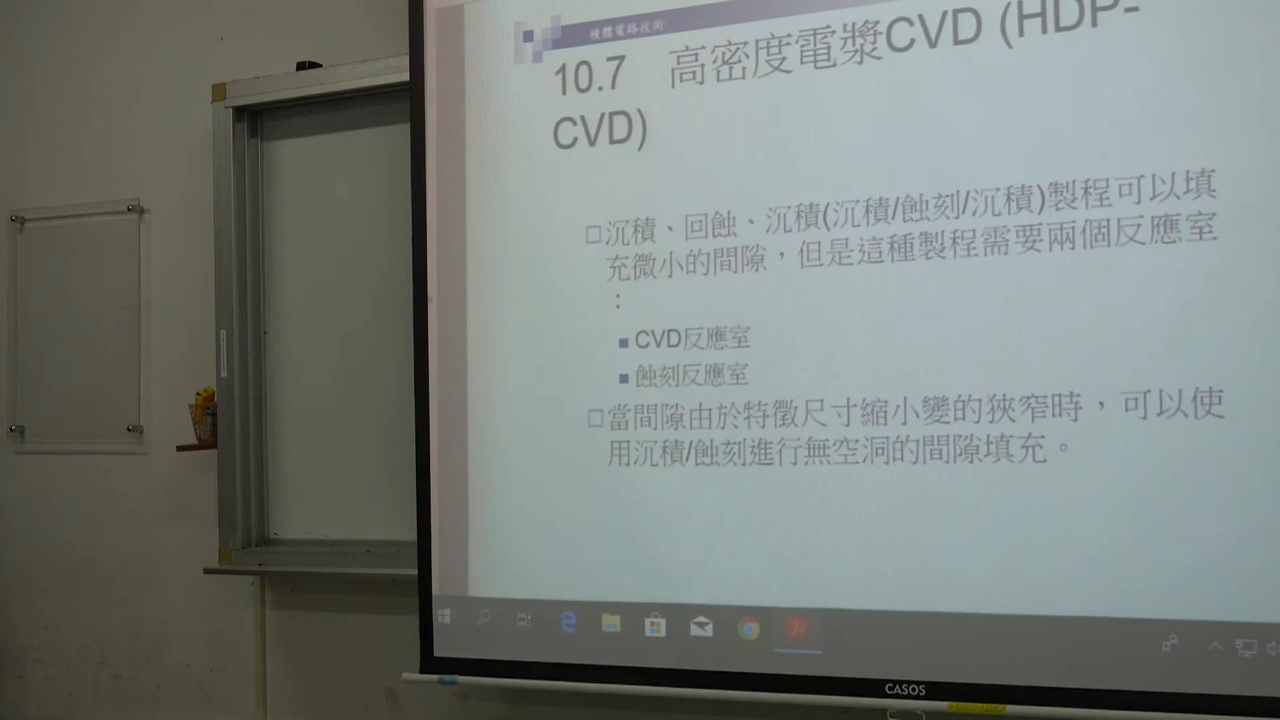 積體電路技術
10.7 高密度電漿CVD (HDP-
CVD)
□沉積、回蝕、沉積(沉積/蝕刻/沉積)製程可以填
充微小的間隙，但是這種製程需要兩個反應室
：
■ CVD反應室
■ 蝕刻反應室
□當間隙由於特徵尺寸縮小變的狹窄時，可以使
用沉積/蝕刻進行無空洞的間隙填充。
CASOS